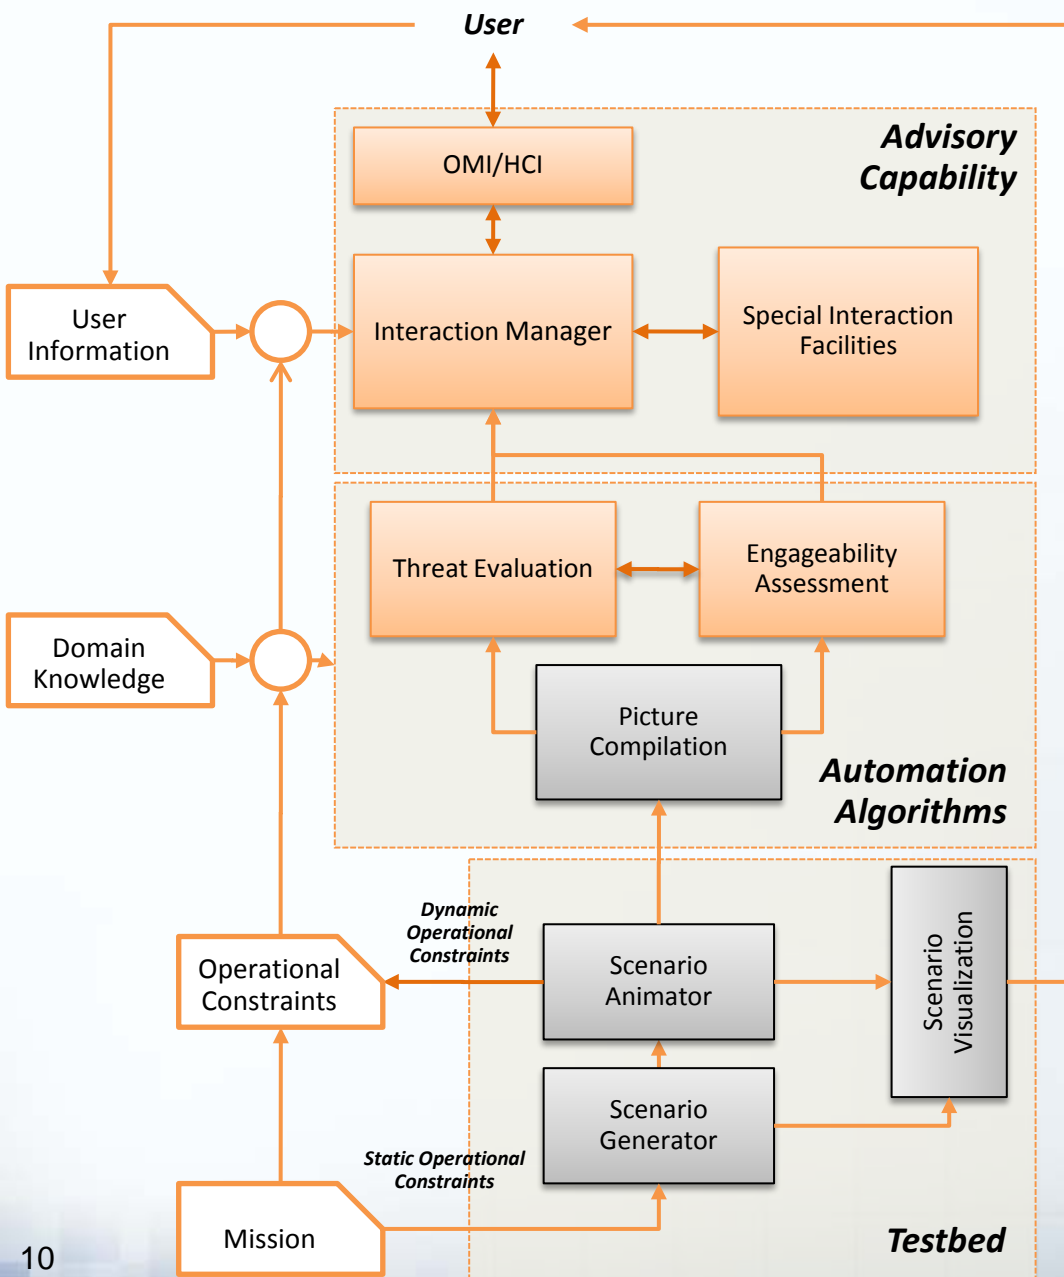 User
Advisory
Capability
OMI/HCI
User
Information
Interaction Manager
Special Interaction
Facilities
Threat Evaluation
Engageability
Assessment
Domain
Knowledge
Picture
Compilation
Automation
Algorithms
Dynamic
Operational
Constraints
Operational
Constraints
Scenario
Animator
Scenario
Visualization
Scenario
Generator
Static Operational
Constraints
Mission
Testbed
10